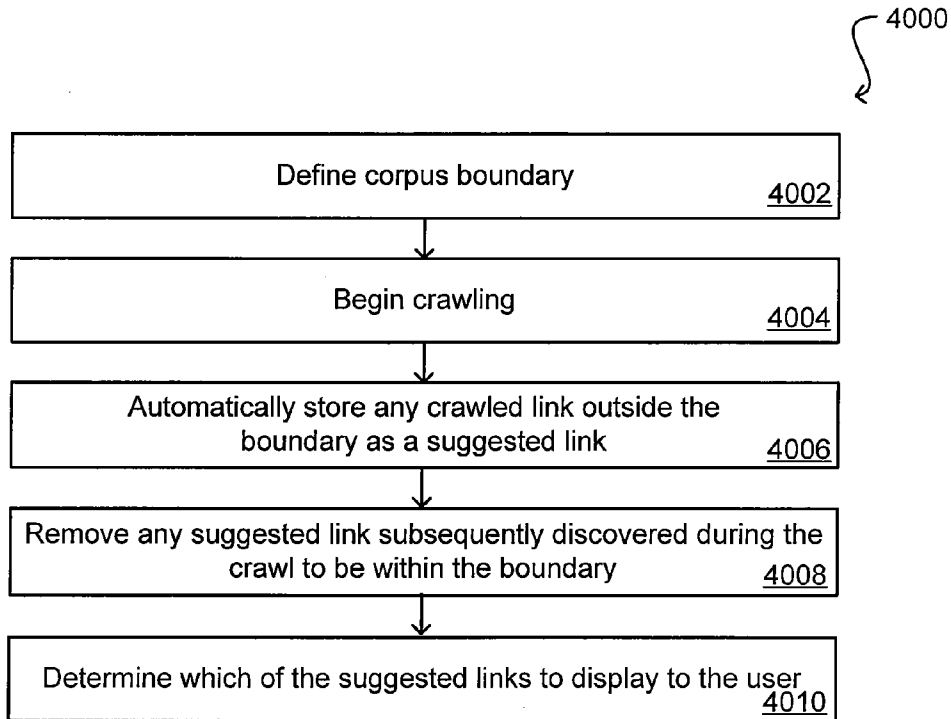 4000
Define corpus boundary
4002
Begin crawling
4004
Automatically store any crawled link outside the
boundary as a suggested link
4006
Remove any suggested link subsequently discovered during the
crawl to be within the boundary
4008
Determine which of the suggested links to display to the user
4010